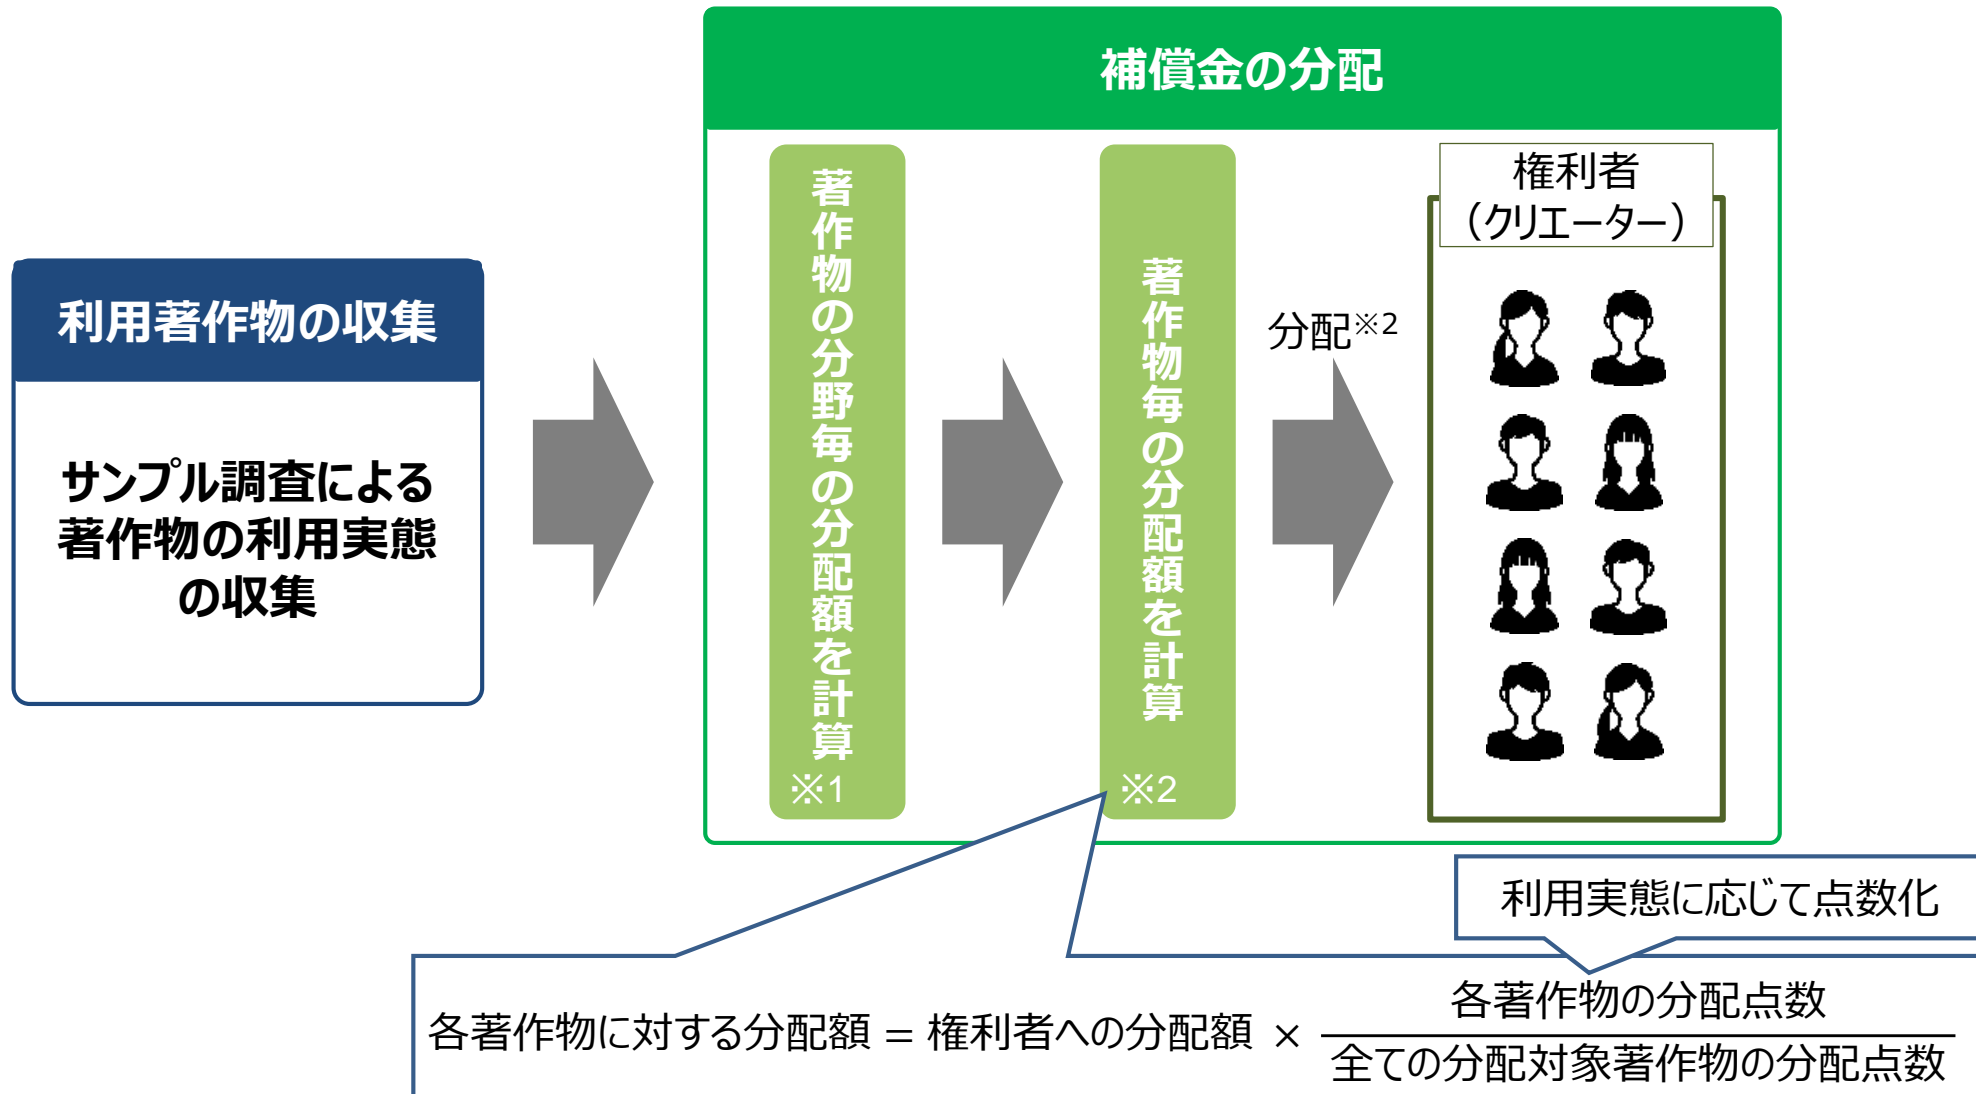 補償金の分配
利用著作物の収集
サンプル調査による
著作物の利用実態
の収集
著作物の分野毎の分配額を計算
※1
著作物毎の分配額を計算
※2
分配※2
権利者
（クリエーター）
利用実態に応じて点数化
各著作物に対する分配額 = 権利者への分配額 ×
各著作物の分配点数
全ての分配対象著作物の分配点数